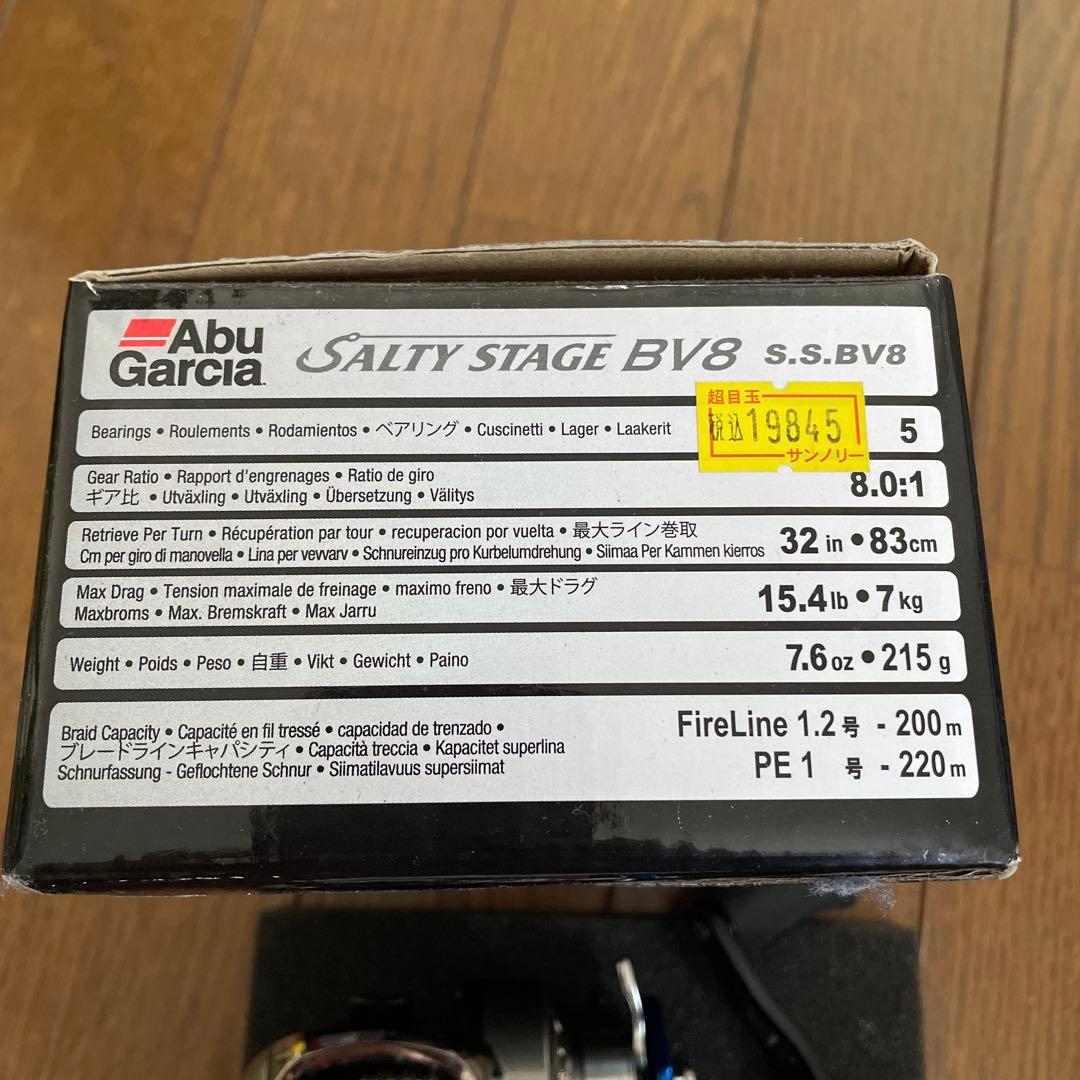 Abu Garcia
SALTY STAGE BV8 S.S.BV8
超目玉
税込19845
サンノリー
Bearings • Roulements • Rodamientos • ベアリング • Cuscinetti • Lager • Laakerit
5
Gear Ratio • Rapport d'engrenages • Ratio de giro
ギア比 • Utväxling • Utväxling • Übersetzung • Välitys
8.0:1
Retrieve Per Turn • Récupération par tour • recuperacion por vuelta • 最大ライン巻取
Cm per giro di manovella • Lina per vevvarv • Schnureinzug pro Kurbelumdrehung • Siimaa Per Kammen kierros
32 in • 83cm
Max Drag • Tension maximale de freinage • maximo freno • 最大ドラグ
Maxbroms • Max. Bremskraft • Max Jarru
15.4lb • 7kg
Weight • Poids • Peso • 自重 • Vikt • Gewicht • Paino
7.6oz • 215g
Braid Capacity • Capacité en fil tressé • capacidad de trenzado •
ブレードラインキャパシティ • Capacità treccia • Kapacitet superlina
Schnurfassung - Geflochtene Schnur • Siimatilavuus supersiimat
FireLine 1.2号 - 200m
PE 1 号 - 220m